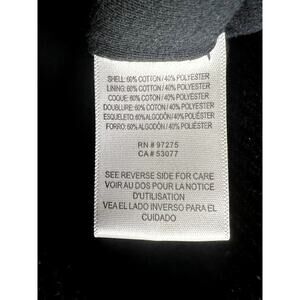 SHELL: 60% COTTON / 40% POLYESTER
LINING: 60% COTTON / 40% POLYESTER
COQUE: 60% COTTON / 40% POLYESTER
DOUBLURE: 60% COTTON / 40% POLYESTER
ESQUELETO: 60% ALGODÓN / 40% POLIÉSTER
FORRO: 60% ALGODÓN / 40% POLIÉSTER
RN # 97275
CA # 53077
SEE REVERSE SIDE FOR CARE
VOIR AU DOS POUR LA NOTICE
D'UTILISATION
VEA EL LADO INVERSO PARA EL
CUIDADO